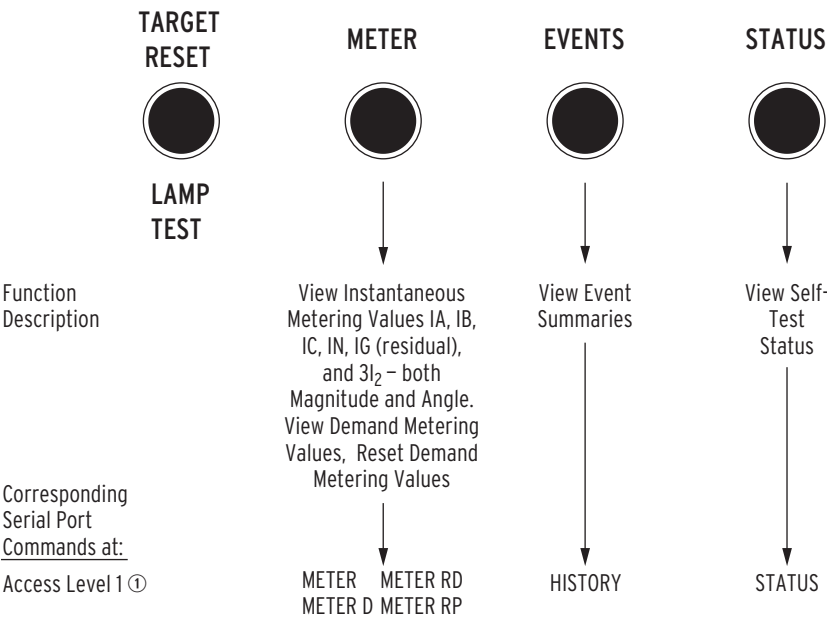 TARGET
RESET
METER
EVENTS
STATUS
LAMP
TEST
Function
Description
View Instantaneous
Metering Values IA, IB,
IC, IN, IG (residual),
and 3I₂ – both
Magnitude and Angle.
View Demand Metering
Values, Reset Demand
Metering Values
View Event
Summaries
View Self-
Test
Status
Corresponding
Serial Port
Commands at:
Access Level 1 ①
METER METER RD
METER D METER RP
HISTORY
STATUS